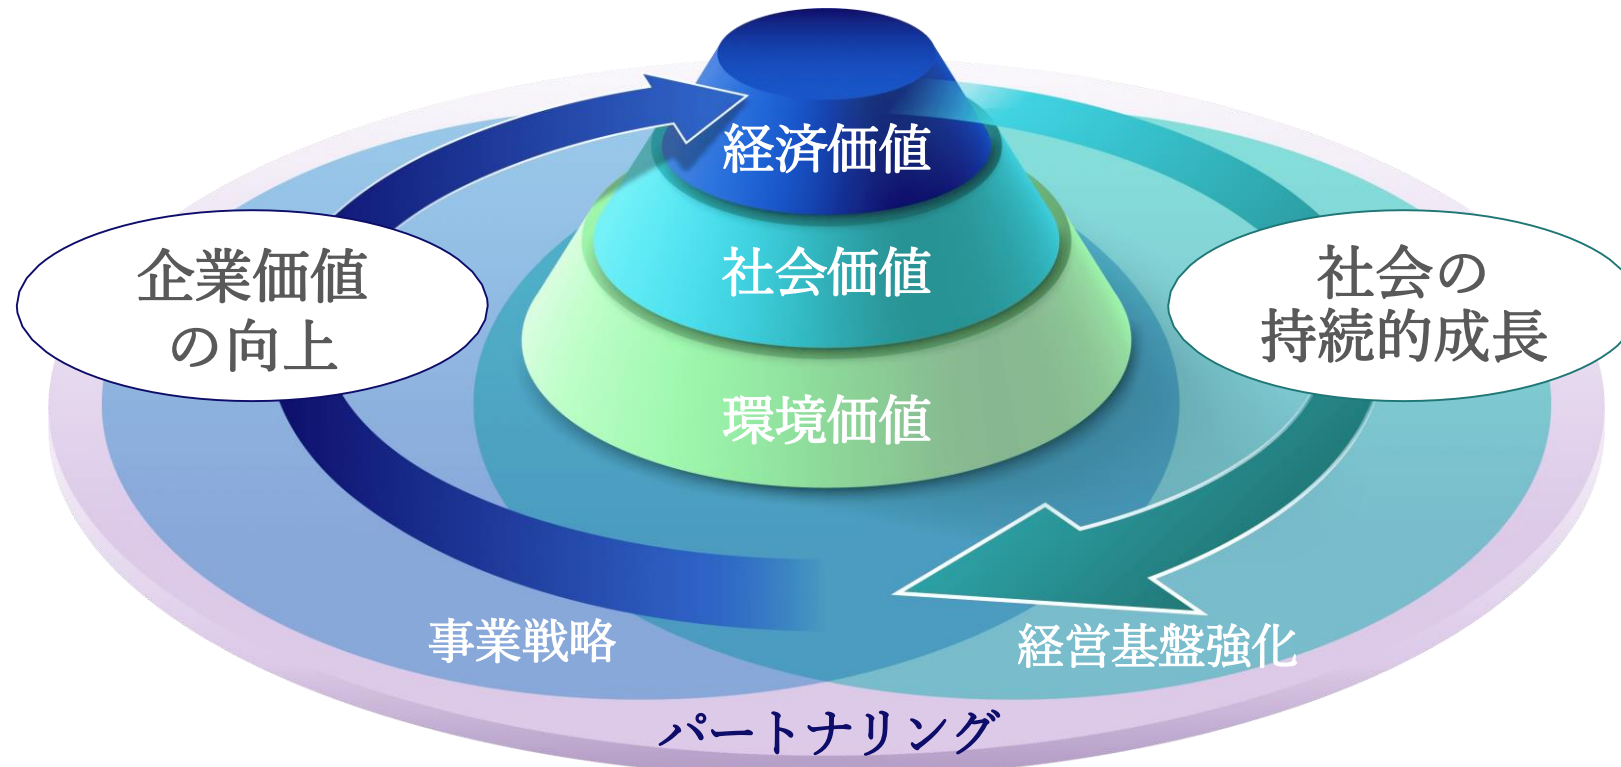 経済価値
社会価値
環境価値
企業価値
の向上
社会の
持続的成長
事業戦略
経営基盤強化
パートナリング